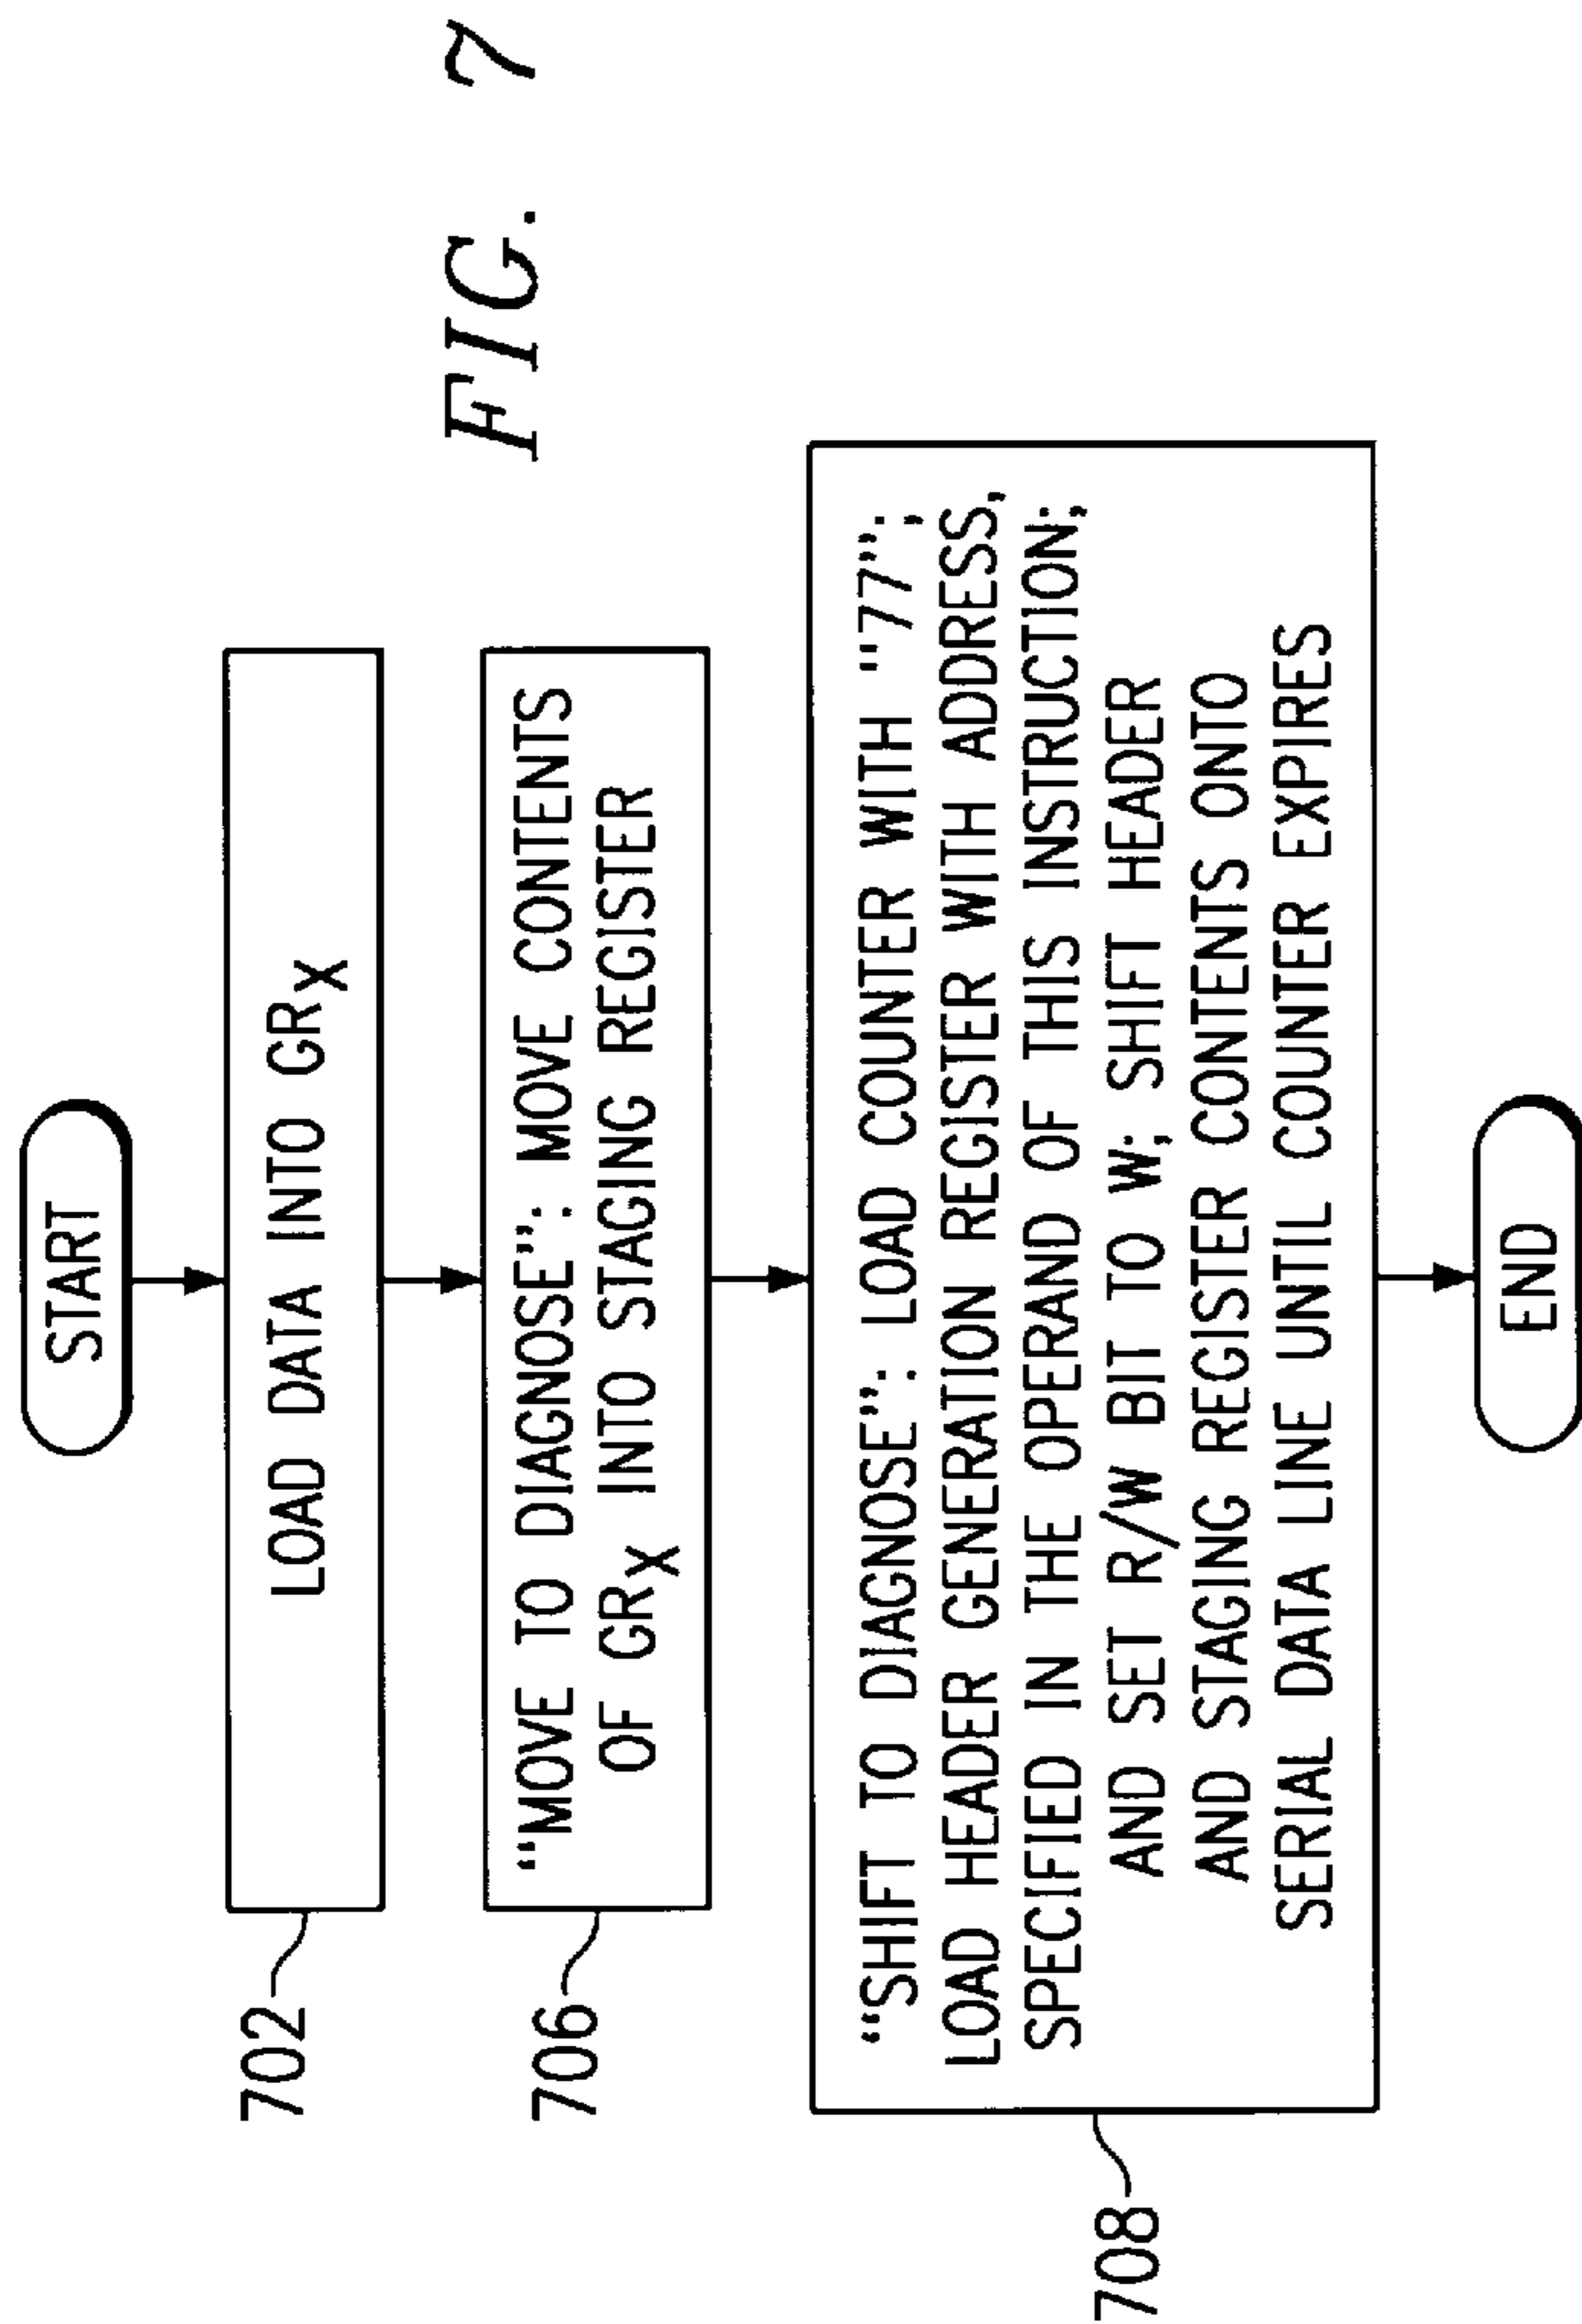 START
702
LOAD DATA INTO GRX
706
"MOVE TO DIAGNOSE": MOVE CONTENTS
OF GRX INTO STAGING REGISTER
708
"SHIFT TO DIAGNOSE": LOAD COUNTER WITH "77";
LOAD HEADER GENERATION REGISTER WITH ADDRESS,
SPECIFIED IN THE OPERAND OF THIS INSTRUCTION;
AND SET R/W BIT TO W; SHIFT HEADER
AND STAGING REGISTER CONTENTS ONTO
SERIAL DATA LINE UNTIL COUNTER EXPIRES
END
FIG. 7